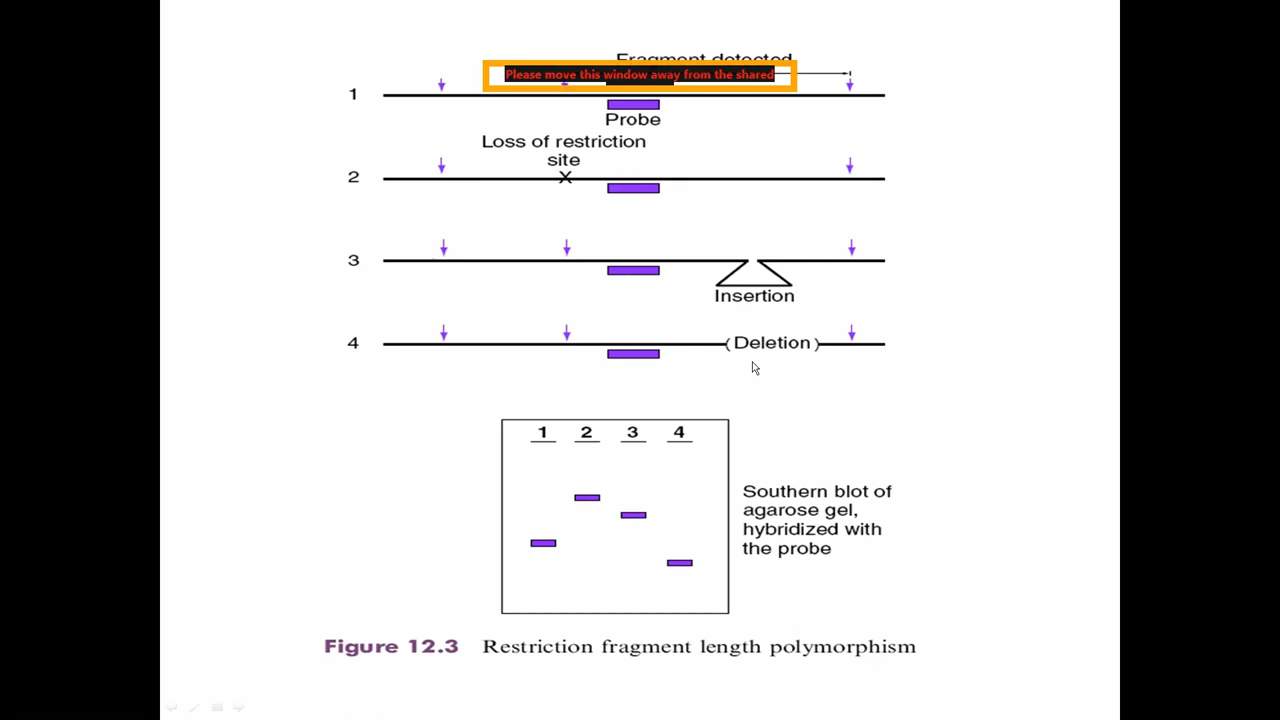 Fragment detected
Please move this window away from the shared
1
Probe
Loss of restriction
site
X
2
3
Insertion
4
(Deletion)
1 2 3 4
Southern blot of
agarose gel,
hybridized with
the probe
Figure 12.3 Restriction fragment length polymorphism